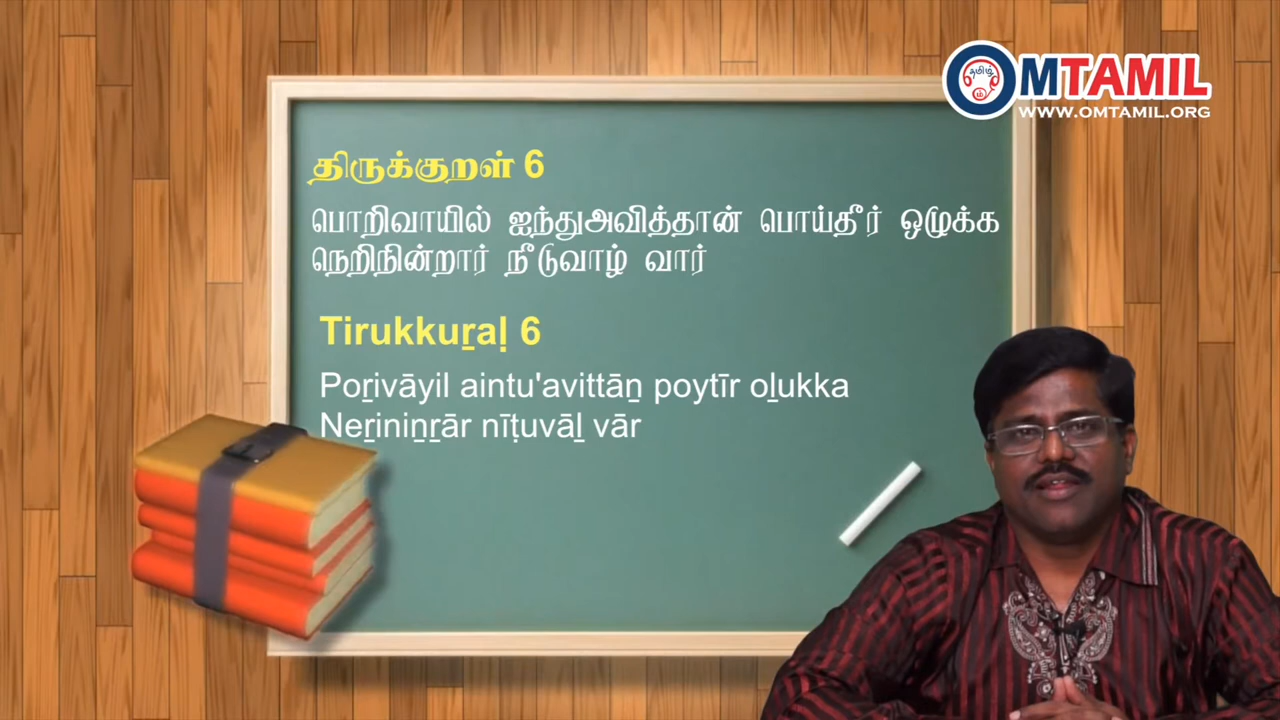 தமிழ்
OMTAMIL
WWW.OMTAMIL.ORG
திருக்குறள் 6
பொறிவாயில் ஐந்துஅவித்தான் பொய்தீர் ஒழுக்க
நெறிநின்றார் நீடுவாழ் வார்
Tirukkuṟaḷ 6
Poṟivāyil aintu'avittāṉ poytīr oḻukka
Neṟiniṉṟār nīṭuvāḻ vār